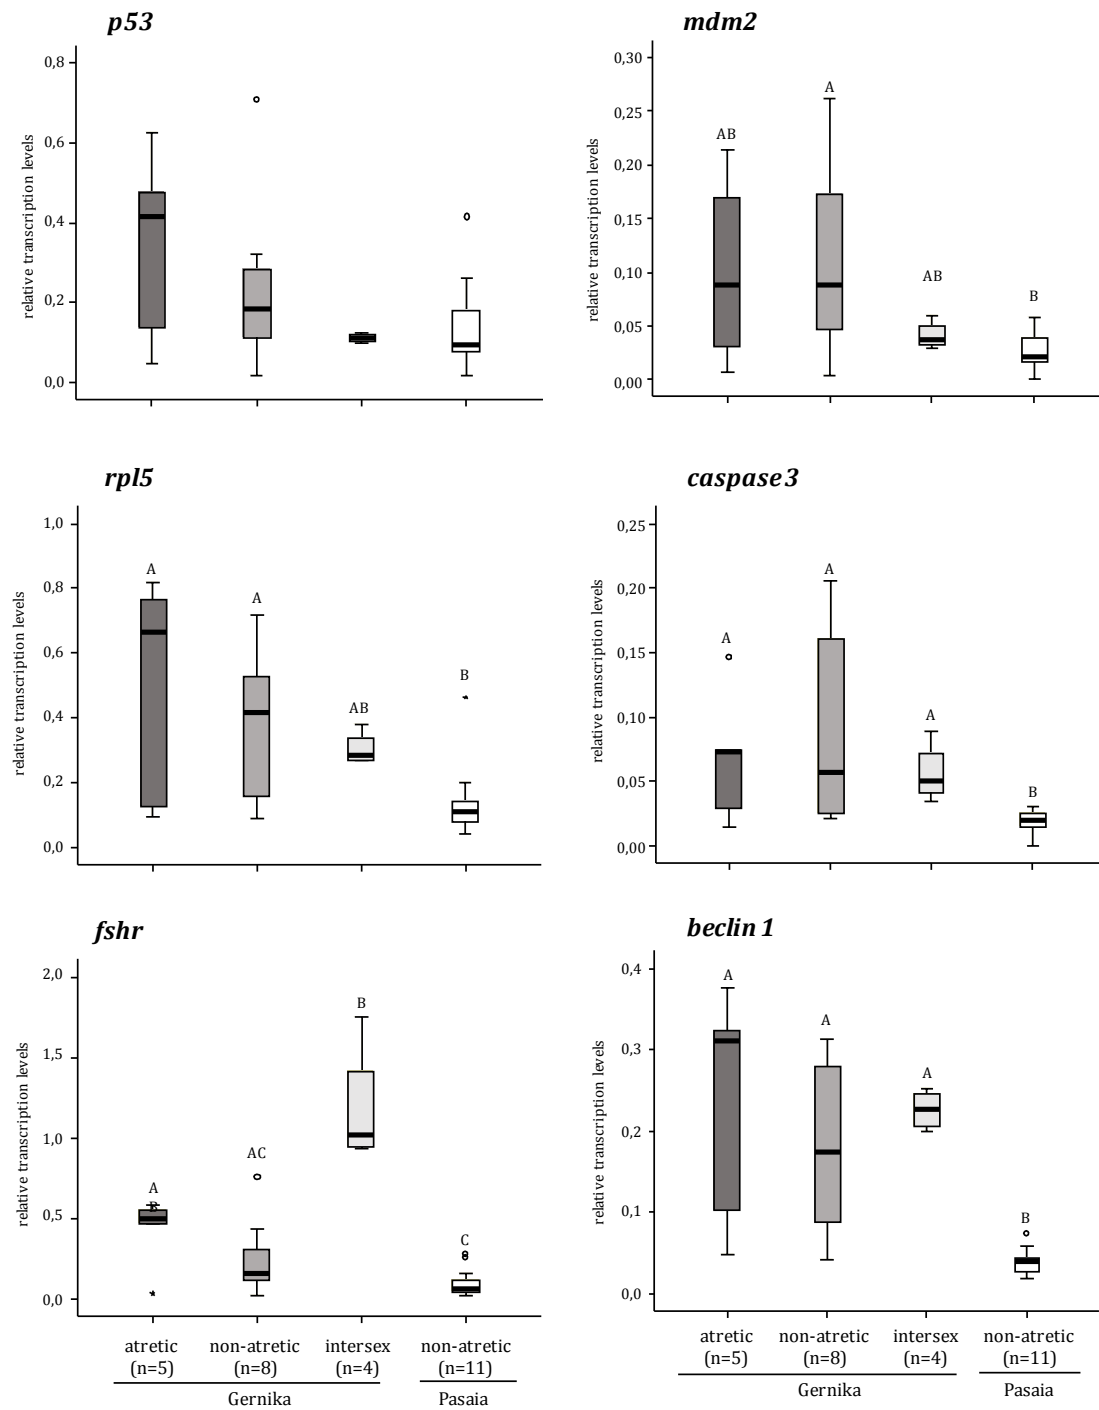 p53
relative transcription levels
0,8
0,6
0,4
0,2
0,0
mdm2
relative transcription levels
0,30
0,25
0,20
0,15
0,10
0,05
0,00
AB
A
AB
B
rpl5
relative transcription levels
1,0
0,8
0,6
0,4
0,2
0,0
A
A
AB
B
caspase 3
relative transcription levels
0,25
0,20
0,15
0,10
0,05
0,00
A
A
A
B
fshr
relative transcription levels
2,0
1,5
1,0
0,5
0,0
A
AC
B
C
atretic
(n=5)
non-atretic
(n=8)
intersex
(n=4)
non-atretic
(n=11)
Gernika
Pasaia
beclin 1
relative transcription levels
0,4
0,3
0,2
0,1
0,0
A
A
A
B
atretic
(n=5)
non-atretic
(n=8)
intersex
(n=4)
non-atretic
(n=11)
Gernika
Pasaia